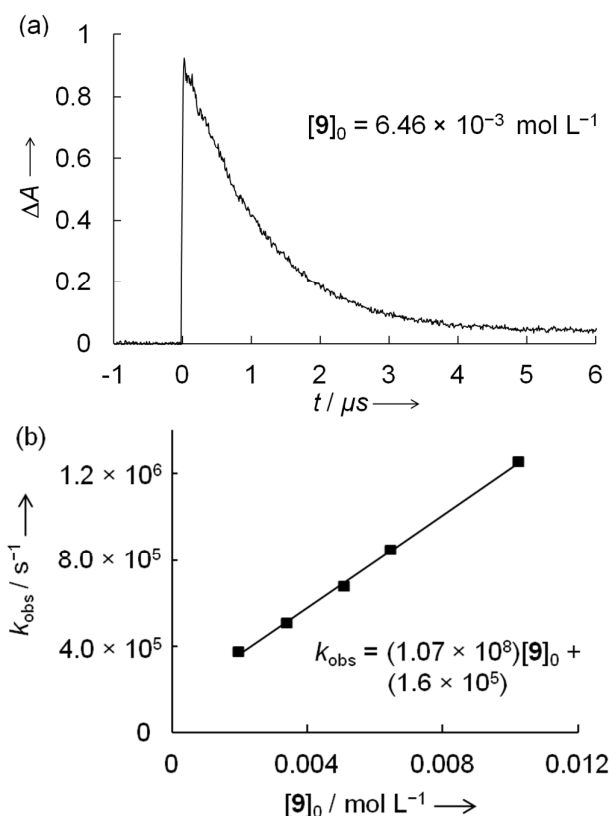 (a)
1
0.8
0.6
0.4
0.2
0
ΔA
[9]₀ = 6.46 × 10⁻³ mol L⁻¹
-1 0 1 2 3 4 5 6
t / µs
(b)
1.2 × 10⁶
8.0 × 10⁵
4.0 × 10⁵
0
k_obs / s⁻¹
k_obs = (1.07 × 10⁸)[9]₀ +
(1.6 × 10⁵)
0 0.004 0.008 0.012
[9]₀ / mol L⁻¹